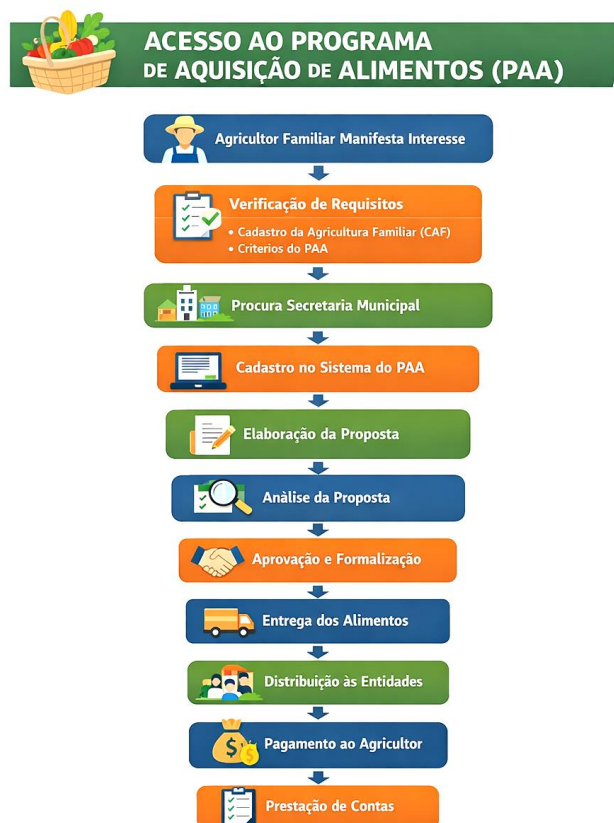 ACESSO AO PROGRAMA
DE AQUISIÇÃO DE ALIMENTOS (PAA)
Agricultor Familiar Manifesta Interesse
Verificação de Requisitos
• Cadastro da Agricultura Familiar (CAF)
• Criterios do PAA
Procura Secretaria Municipal
Cadastro no Sistema do PAA
Elaboração da Proposta
Anàlise da Proposta
Aprovação e Formalização
Entrega dos Alimentos
Distribuição às Entidades
$ $
Pagamento ao Agricultor
Prestação de Contas